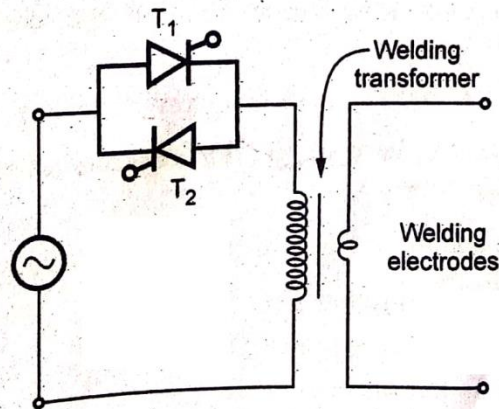 T1
T2
Welding
transformer
Welding
electrodes